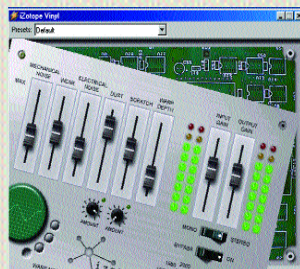 iZotope Vinyl
Presets: Default
MECHANICAL NOISE
WEAR
ELECTRICAL NOISE
DUST
SCRATCH
WARP DEPTH
INPUT GAIN
OUTPUT GAIN
MAX
AMOUNT
AMOUNT
MONO
STEREO
BYPASS
ON